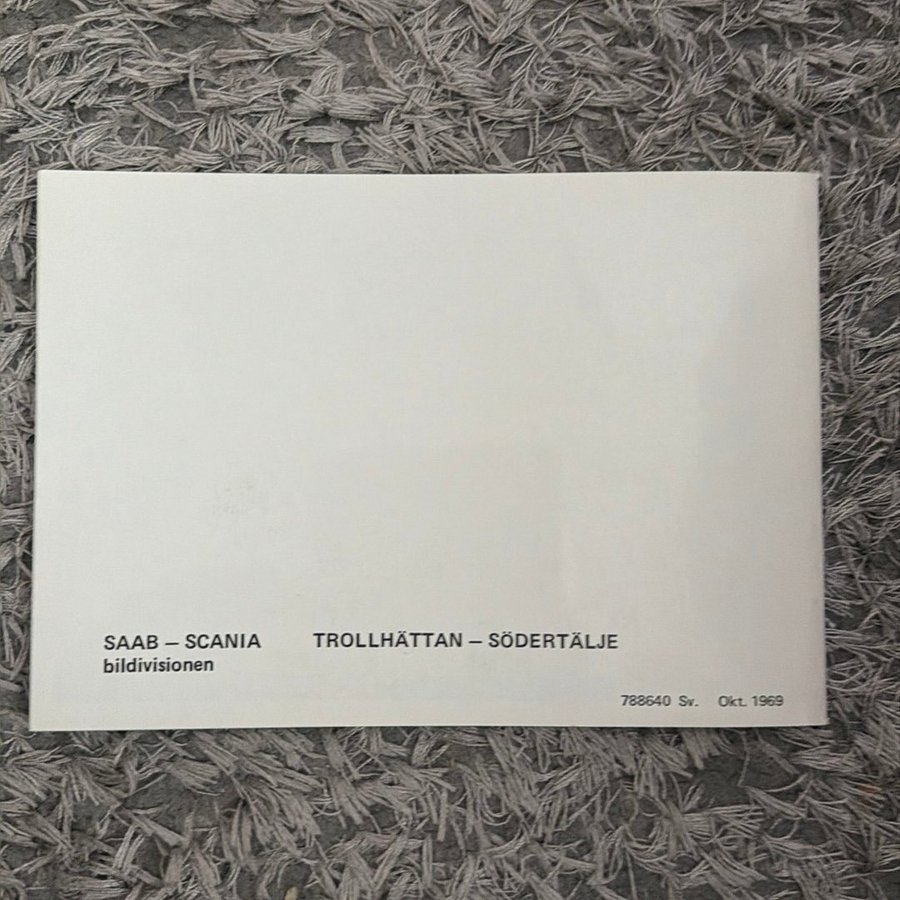 SAAB – SCANIA TROLLHÄTTAN – SÖDERTÄLJE
bildivisionen
788640 Sv. Okt. 1969